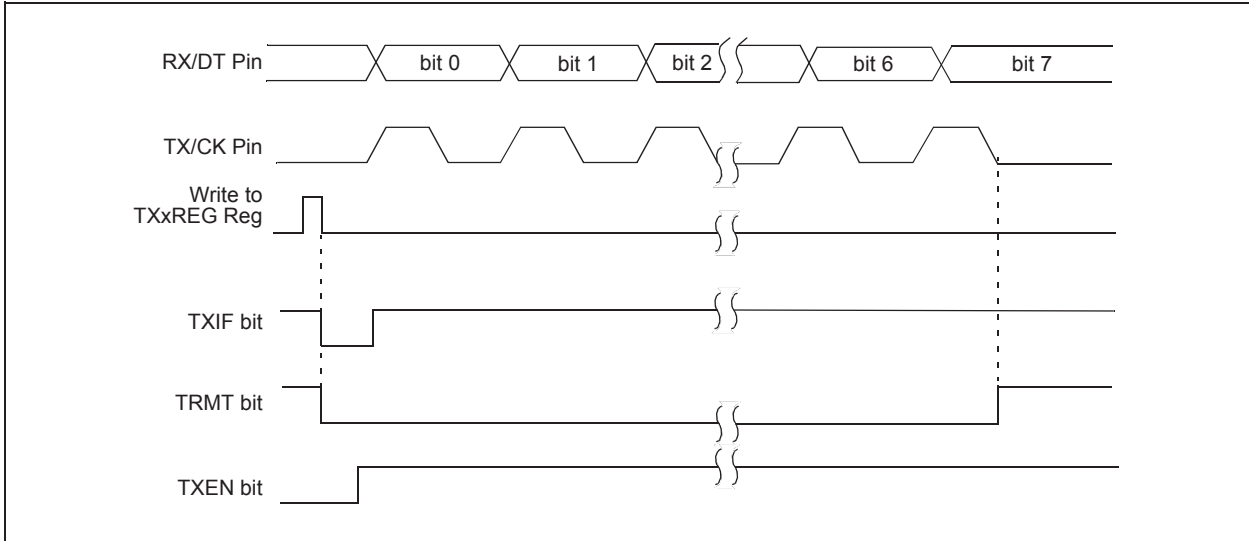 RX/DT Pin
bit 0 bit 1 bit 2 bit 6 bit 7
TX/CK Pin
Write to
TXxREG Reg
TXIF bit
TRMT bit
TXEN bit